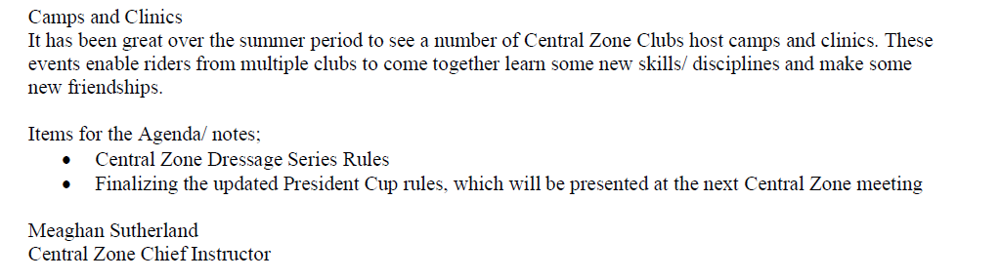 Camps and Clinics
It has been great over the summer period to see a number of Central Zone Clubs host camps and clinics. These
events enable riders from multiple clubs to come together learn some new skills/ disciplines and make some
new friendships.
Items for the Agenda/ notes;
• Central Zone Dressage Series Rules
• Finalizing the updated President Cup rules, which will be presented at the next Central Zone meeting
Meaghan Sutherland
Central Zone Chief Instructor